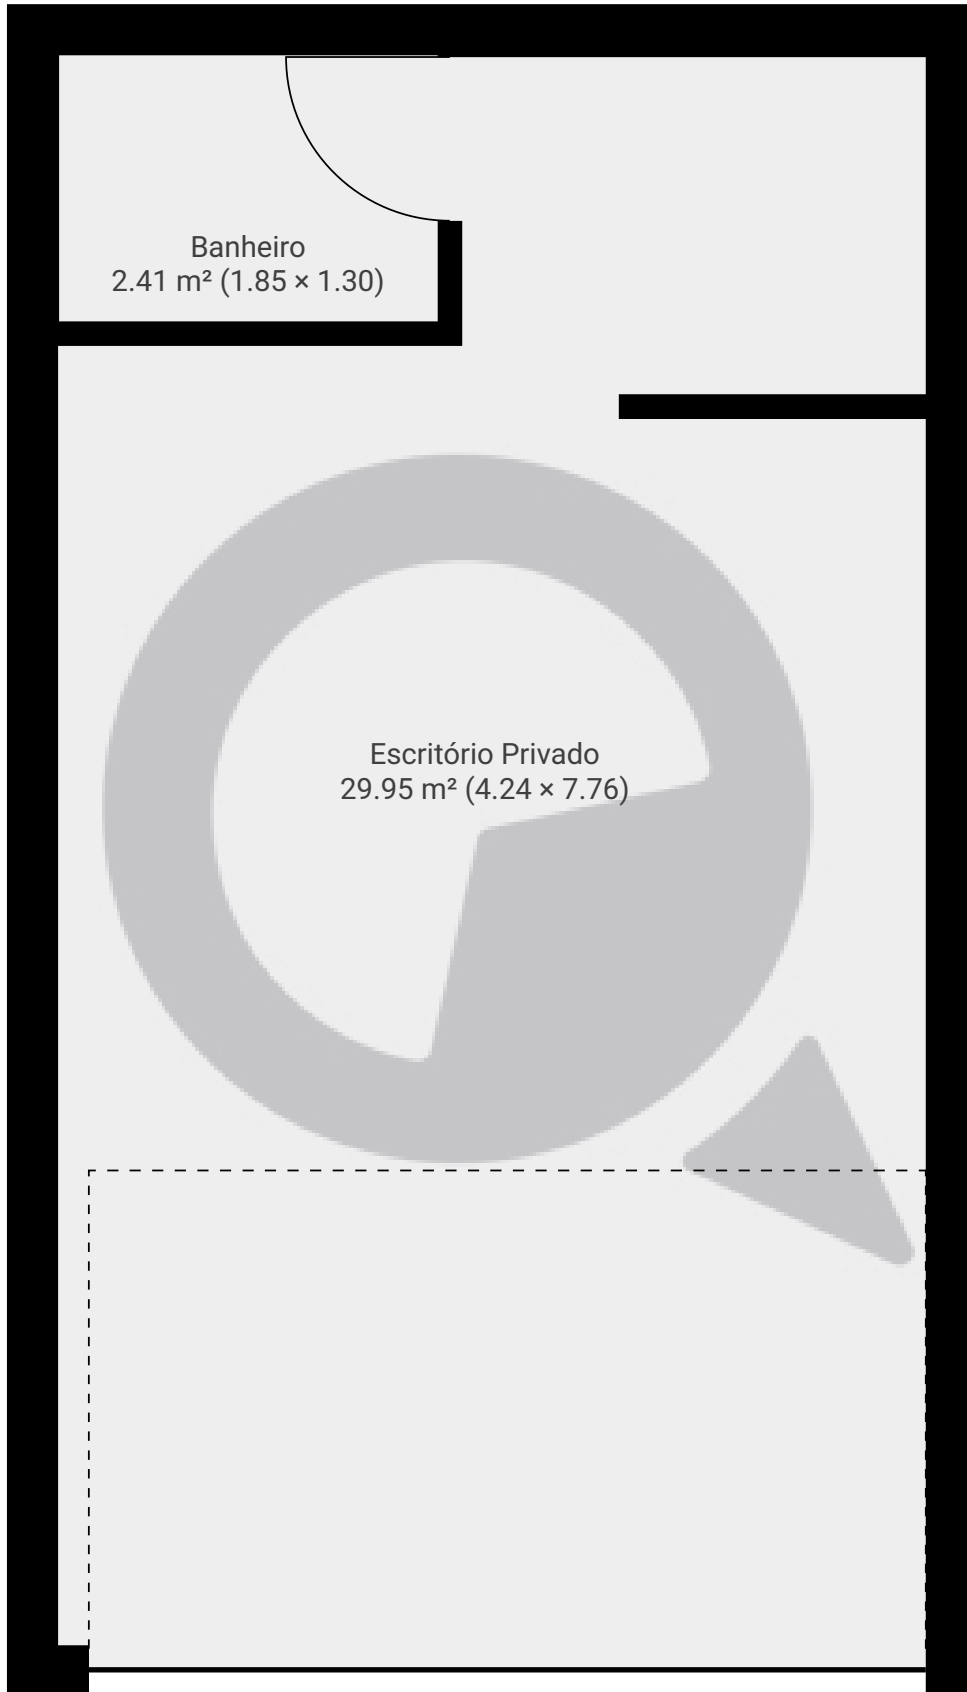 Banheiro
2.41 m² (1.85 × 1.30)
Escritório Privado
29.95 m² (4.24 × 7.76)